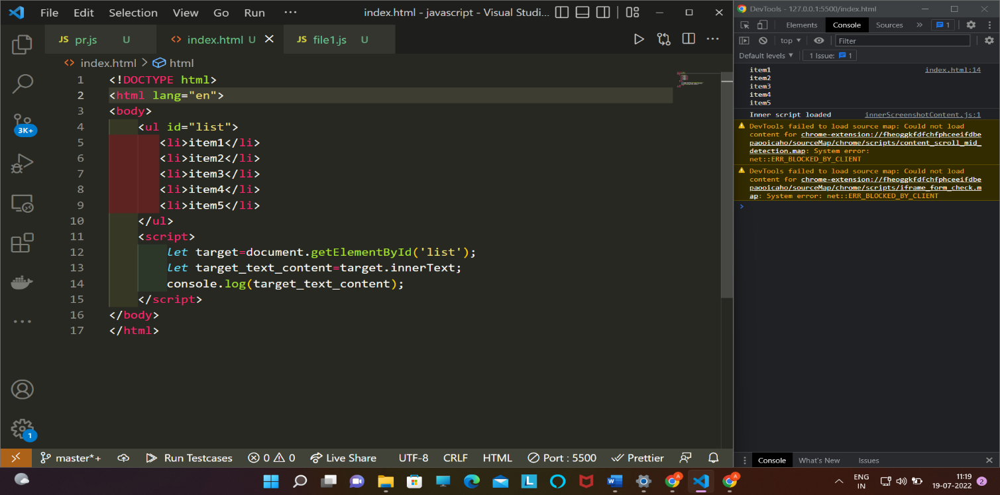 File Edit Selection View Go Run ··· index.html - javascript - Visual Studi...
JS pr.js U <> index.html U JS file1.js U
<> index.html > html
1 <!DOCTYPE html>
2 <html lang="en">
3 <body>
4 <ul id="list">
5 <li>item1</li>
6 <li>item2</li>
7 <li>item3</li>
8 <li>item4</li>
9 <li>item5</li>
10 </ul>
11 <script>
12 let target=document.getElementById('list');
13 let target_text_content=target.innerText;
14 console.log(target_text_content);
15 </script>
16 </body>
17 </html>
3K+
1
master*+ Run Testcases 0 0 Live Share UTF-8 CRLF HTML Port : 5500 Prettier
DevTools - 127.0.0.1:5500/index.html
Elements Console Sources » 1
top ▼ Filter
Default levels ▼ 1 Issue: 1
item1 index.html:14
item2
item3
item4
item5
Inner script loaded innerScreenshotContent.js:1
DevTools failed to load source map: Could not load
content for chrome-extension://fheoggkfdfchfphceeifdbe
paooicaho/sourceMap/chrome/scripts/content_scroll_mid_
detection.map: System error:
net::ERR_BLOCKED_BY_CLIENT
DevTools failed to load source map: Could not load
content for chrome-extension://fheoggkfdfchfphceeifdbe
paooicaho/sourceMap/chrome/scripts/iframe_form_check.m
ap: System error: net::ERR_BLOCKED_BY_CLIENT
>
Console What's New Issues
L W A A
ENG
IN
11:19
19-07-2022
2